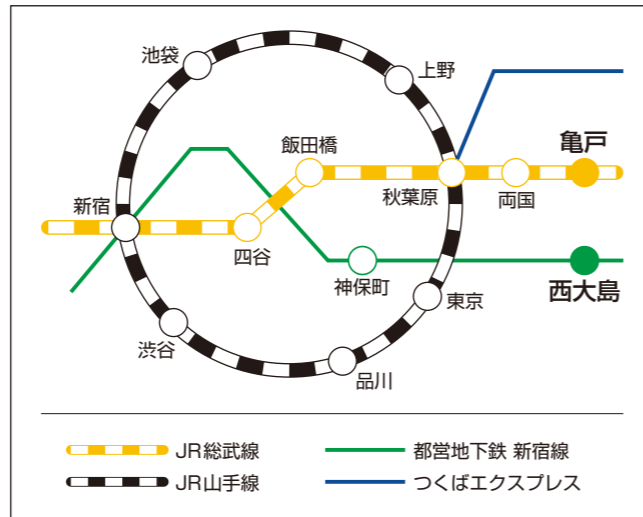 池袋
上野
飯田橋
亀戸
新宿
秋葉原
両国
四谷
神保町
西大島
東京
渋谷
品川
JR総武線
都営地下鉄 新宿線
JR山手線
つくばエクスプレス